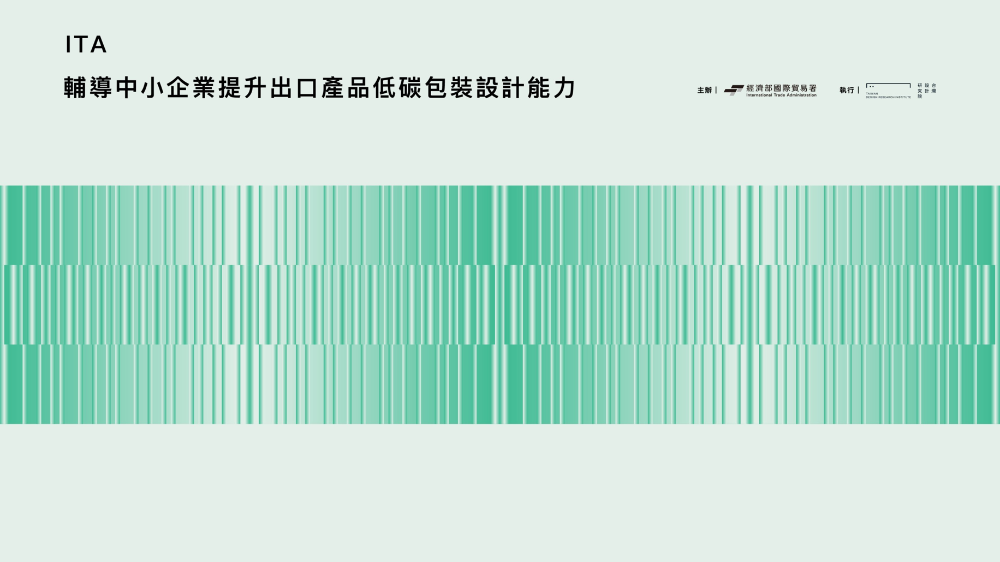 ITA
輔導中小企業提升出口產品低碳包裝設計能力
主辦 | 經濟部國際貿易署
International Trade Administration
執行 |
TAIWAN
DESIGN RESEARCH INSTITUTE
台灣
設計
研究院